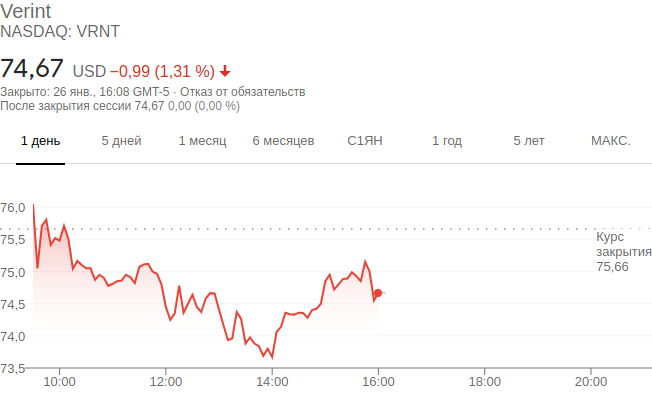 Verint
NASDAQ: VRNT
74,67 USD −0,99 (1,31 %)
Закрыто: 26 янв., 16:08 GMT-5 · Отказ от обязательств
После закрытия сессии 74,67 0,00 (0,00 %)
1 день 5 дней 1 месяц 6 месяцев С1ЯН 1 год 5 лет МАКС.
76,0
75,5
75,0
74,5
74,0
73,5
Курс
закрытия
75,66
10:00 12:00 14:00 16:00 18:00 20:00